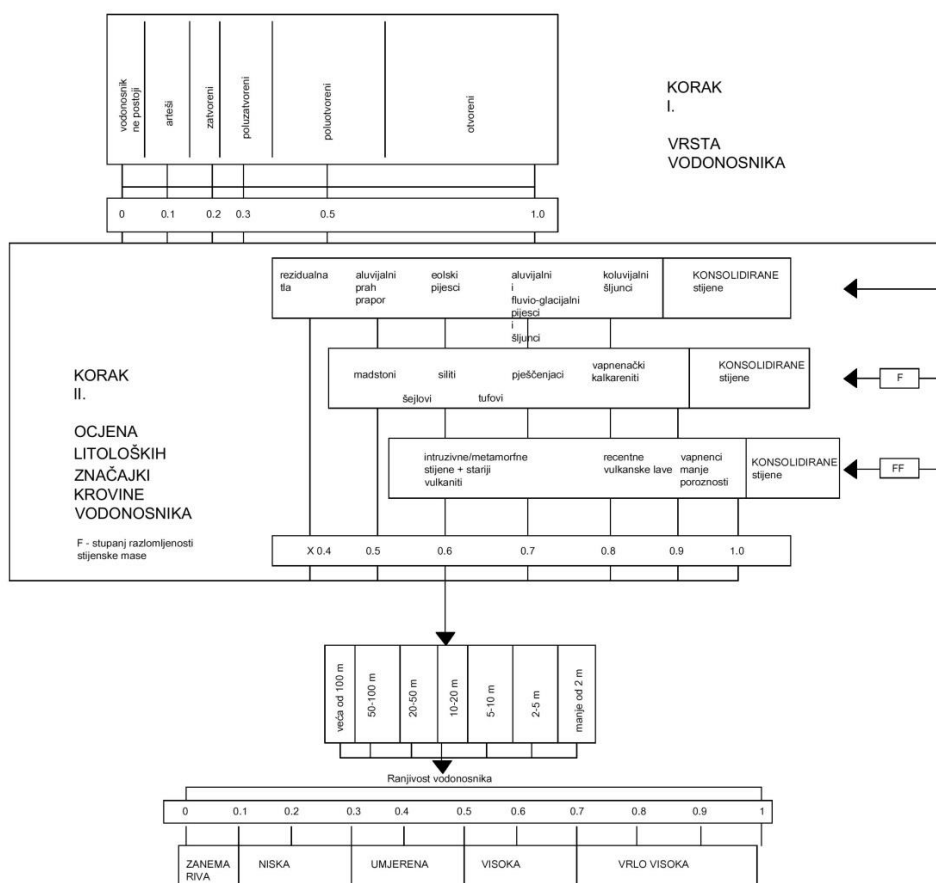 vodonosnik
ne postoji
arteši
zatvoreni
poluzatvoreni
poluotvoreni
otvoreni
KORAK
I.
VRSTA
VODONOSNIKA
0 0.1 0.2 0.3 0.5 1.0
rezidualna
tla
aluvijalni
prah
prapor
eolski
pijesci
aluvijalni
i
fluvio-glacijalni
pijesci
i
šljunci
koluvijalni
šljunci
KONSOLIDIRANE
stijene
KORAK
II.
OCJENA
LITOLOŠKIH
ZNAČAJKI
KROVINE
VODONOSNIKA
F - stupanj razlomljenosti
stijenske mase
madstoni
šejlovi
siliti
tufovi
pješčenjaci
vapnenački
kalkareniti
KONSOLIDIRANE
stijene
F
intruzivne/metamorfne
stijene + stariji
vulkaniti
recentne
vulkanske lave
vapnenci
manje
poroznosti
KONSOLIDIRANE
stijene
FF
X 0.4 0.5 0.6 0.7 0.8 0.9 1.0
veća od 100 m
50-100 m
20-50 m
10-20 m
5-10 m
2-5 m
manje od 2 m
Ranjivost vodonosnika
0 0.1 0.2 0.3 0.4 0.5 0.6 0.7 0.8 0.9 1
ZANEMA
RIVA
NISKA
UMJERENA
VISOKA
VRLO VISOKA